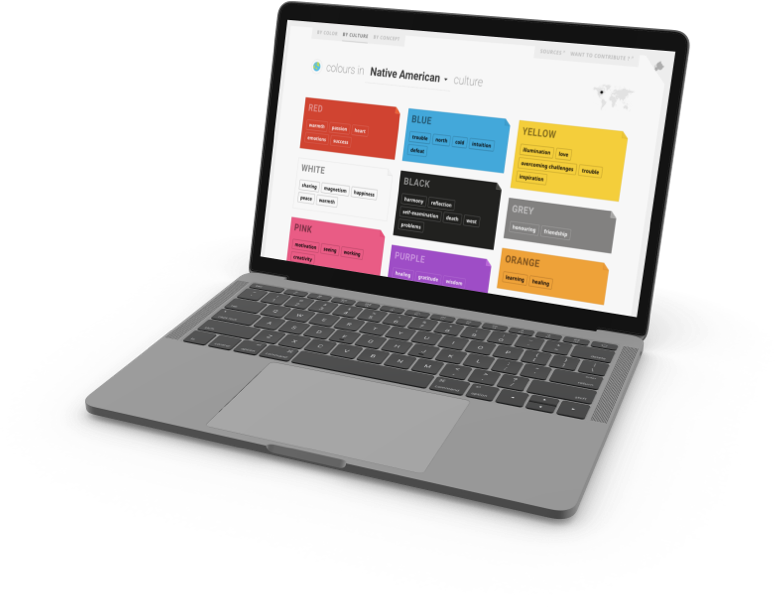 BY COLOR BY CULTURE BY CONCEPT
SOURCES WANT TO CONTRIBUTE ?
colours in Native American culture
RED
warmth passion heart
emotions success
BLUE
trouble north cold intuition
defeat
YELLOW
illumination love
overcoming challenges trouble
inspiration
WHITE
sharing magnetism happiness
peace warmth
BLACK
harmony reflection
self-examination death west
problems
GREY
honouring friendship
PINK
motivation seeing working
creativity
PURPLE
healing gratitude wisdom
ORANGE
learning healing